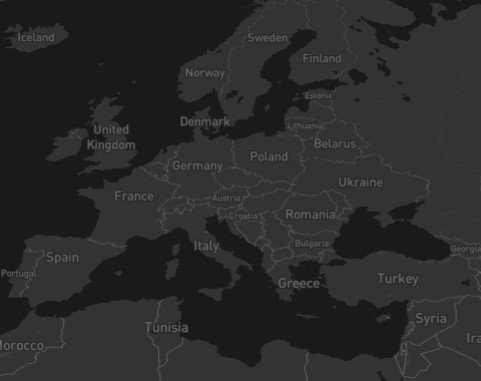 Iceland
Sweden
Finland
Norway
Estonia
Denmark
Lithuania
United
Kingdom
Belarus
Poland
Germany
Ukraine
France
Austria
Croatia
Romania
Italy
Bulgaria
Georgia
Spain
Portugal
Greece
Turkey
Syria
Tunisia
Morocco
Ira